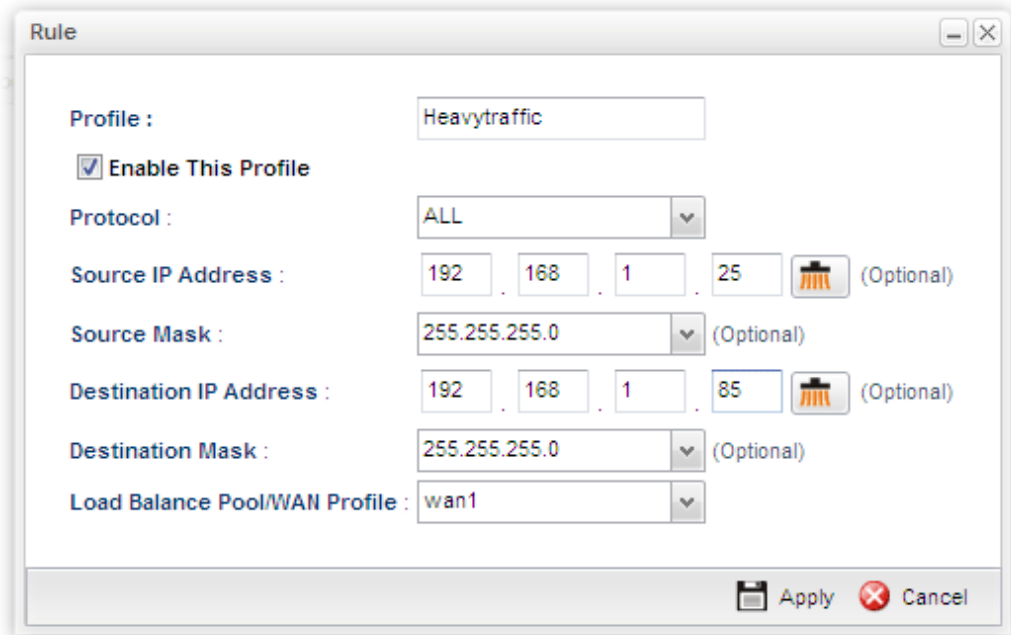 Rule
Profile : Heavytraffic
Enable This Profile
Protocol : ALL
Source IP Address : 192 . 168 . 1 . 25 (Optional)
Source Mask : 255.255.255.0 (Optional)
Destination IP Address : 192 . 168 . 1 . 85 (Optional)
Destination Mask : 255.255.255.0 (Optional)
Load Balance Pool/WAN Profile : wan1
Apply Cancel